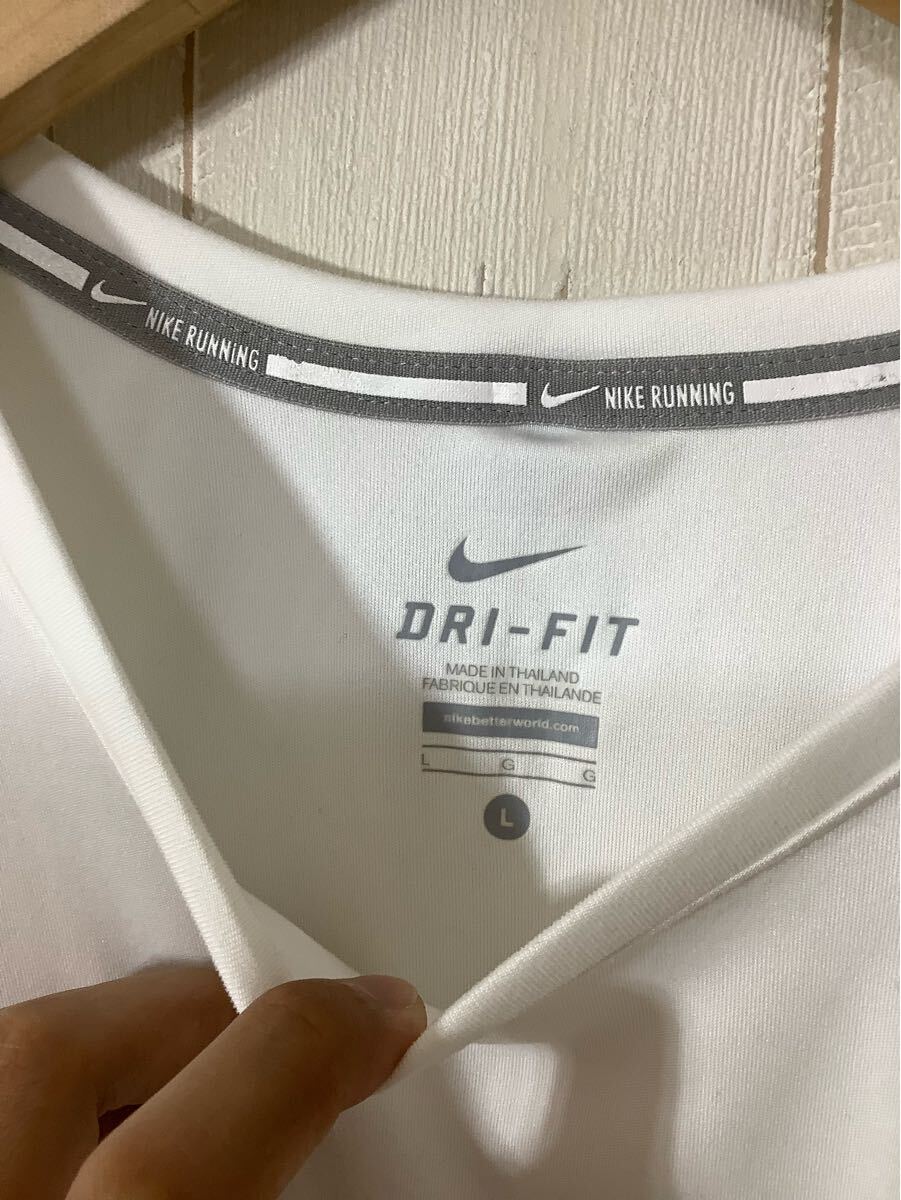 NIKE RUNNING
NIKE RUNNING
DRI-FIT
MADE IN THAILAND
FABRIQUE EN THAILANDE
nikebetterworld.com
L G G
L